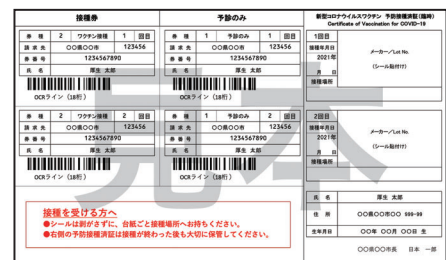 接種券
予診のみ
新型コロナウイルスワクチン 予防接種済証(臨時)
Certificate of Vaccination for COVID-19
券 種 2 ワクチン接種 1 回目
請 求 先 〇〇県〇〇市 123456
券 番 号 1234567890
氏 名 厚生 太郎
OCRライン (18桁)
券 種 1 予診のみ 1 回目
請 求 先 〇〇県〇〇市 123456
券 番 号 1234567890
氏 名 厚生 太郎
OCRライン (18桁)
1回目
接種年月日
2021年
月 日
接種場所
メーカー/Lot No.
(シール貼付け)
券 種 2 ワクチン接種 2 回目
請 求 先 〇〇県〇〇市 123456
券 番 号 1234567890
氏 名 厚生 太郎
OCRライン (18桁)
券 種 1 予診のみ 2 回目
請 求 先 〇〇県〇〇市 123456
券 番 号 1234567890
氏 名 厚生 太郎
OCRライン (18桁)
2回目
接種年月日
2021年
月 日
接種場所
メーカー/Lot No.
(シール貼付け)
見本
接種を受ける方へ
●シールは剥がさずに、台紙ごと接種場所へお持ちください。
●右側の予防接種済証は接種が終わった後も大切に保管してください。
氏 名 厚生 太郎
住 所 〇〇県〇〇市〇〇 999-99
生年月日 〇〇年 〇〇月 〇〇日 生
〇〇県〇〇市長 日本 一郎